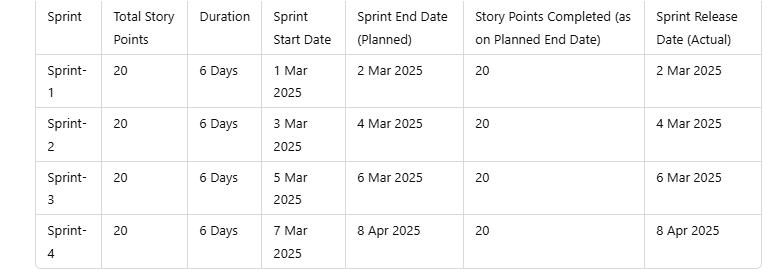 Sprint Total Story Points Duration Sprint Start Date Sprint End Date (Planned) Story Points Completed (as on Planned End Date) Sprint Release Date (Actual)
Sprint-1 20 6 Days 1 Mar 2025 2 Mar 2025 20 2 Mar 2025
Sprint-2 20 6 Days 3 Mar 2025 4 Mar 2025 20 4 Mar 2025
Sprint-3 20 6 Days 5 Mar 2025 6 Mar 2025 20 6 Mar 2025
Sprint-4 20 6 Days 7 Mar 2025 8 Apr 2025 20 8 Apr 2025